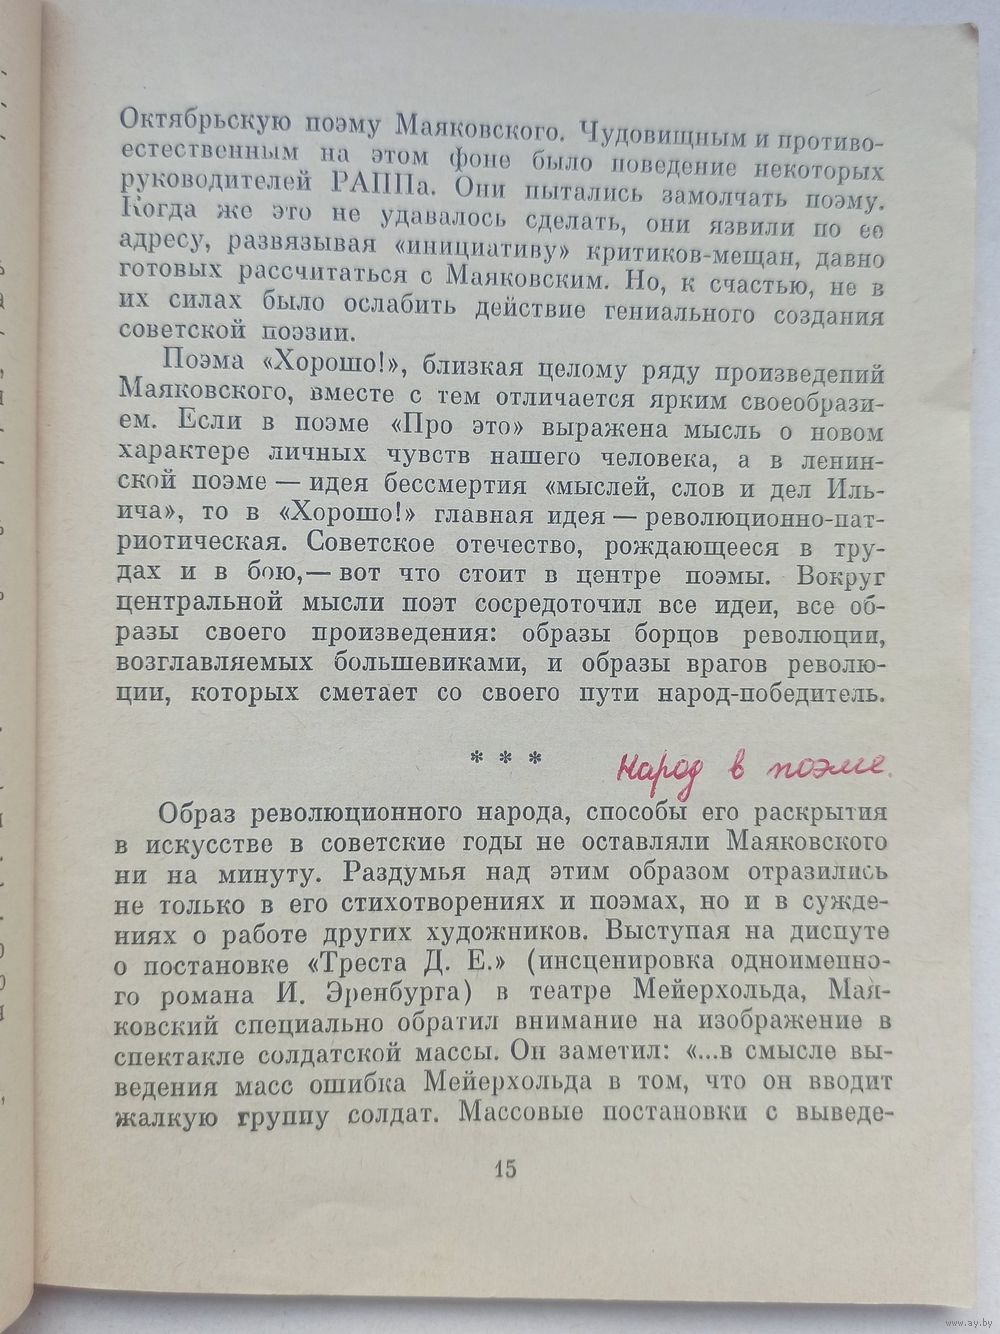 Октябрьскую поэму Маяковского. Чудовищным и противо-
естественным на этом фоне было поведение некоторых
руководителей РАППа. Они пытались замолчать поэму.
Когда же это не удавалось сделать, они язвили по ее
адресу, развязывая «инициативу» критиков-мещан, давно
готовых рассчитаться с Маяковским. Но, к счастью, не в
их силах было ослабить действие гениального создания
советской поэзии.
Поэма «Хорошо!», близкая целому ряду произведений
Маяковского, вместе с тем отличается ярким своеобрази-
ем. Если в поэме «Про это» выражена мысль о новом
характере личных чувств нашего человека, а в ленин-
ской поэме — идея бессмертия «мыслей, слов и дел Иль-
ича», то в «Хорошо!» главная идея — революционно-пат-
риотическая. Советское отечество, рождающееся в тру-
дах и в бою,— вот что стоит в центре поэмы. Вокруг
центральной мысли поэт сосредоточил все идеи, все об-
разы своего произведения: образы борцов революции,
возглавляемых большевиками, и образы врагов револю-
ции, которых сметает со своего пути народ-победитель.
* * *
Народ в поэме.
Образ революционного народа, способы его раскрытия
в искусстве в советские годы не оставляли Маяковского
ни на минуту. Раздумья над этим образом отразились
не только в его стихотворениях и поэмах, но и в сужде-
ниях о работе других художников. Выступая на диспуте
о постановке «Треста Д. Е.» (инсценировка одноименно-
го романа И. Эренбурга) в театре Мейерхольда, Мая-
ковский специально обратил внимание на изображение в
спектакле солдатской массы. Он заметил: «...в смысле вы-
ведения масс ошибка Мейерхольда в том, что он вводит
жалкую группу солдат. Массовые постановки с выведе-
15
www.ay.by